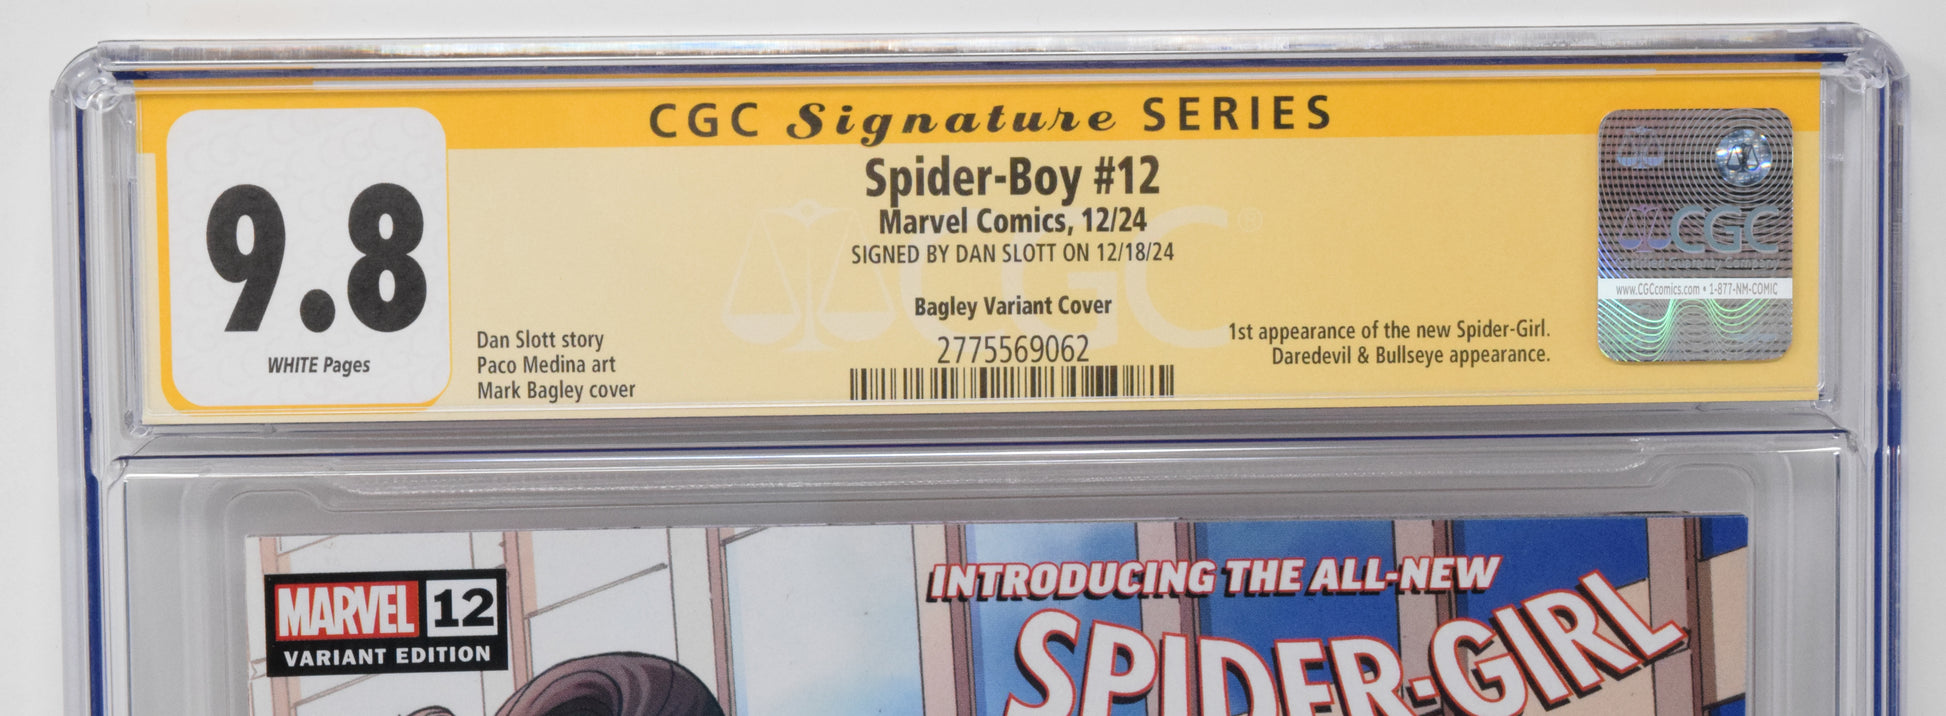 CGC Signature SERIES
9.8
WHITE Pages
Spider-Boy #12
Marvel Comics, 12/24
SIGNED BY DAN SLOTT ON 12/18/24
Bagley Variant Cover
2775569062
Dan Slott story
Paco Medina art
Mark Bagley cover
1st appearance of the new Spider-Girl.
Daredevil & Bullseye appearance.
CGC
www.CGCcomics.com • 1-877-NM-COMIC
CGC®
MARVEL 12
VARIANT EDITION
INTRODUCING THE ALL-NEW
SPIDER-GIRL